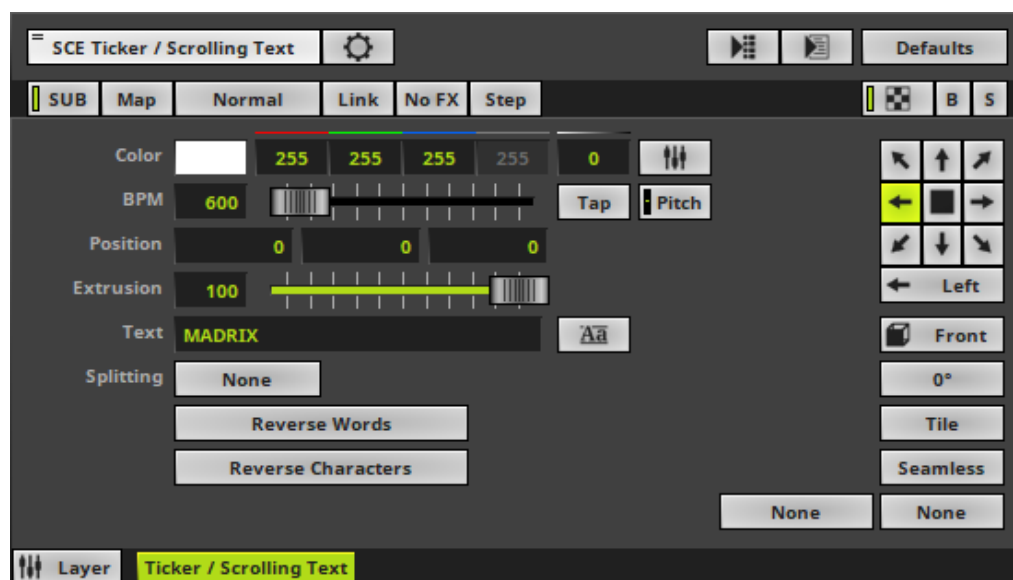 SCE Ticker / Scrolling Text Defaults
SUB Map Normal Link No FX Step B S
Color 255 255 255 255 0
BPM 600 Tap Pitch
Position 0 0 0
Extrusion 100 Left
Text MADRIX Aa Front
Splitting None 0°
Reverse Words Tile
Reverse Characters Seamless
None None
Layer Ticker / Scrolling Text